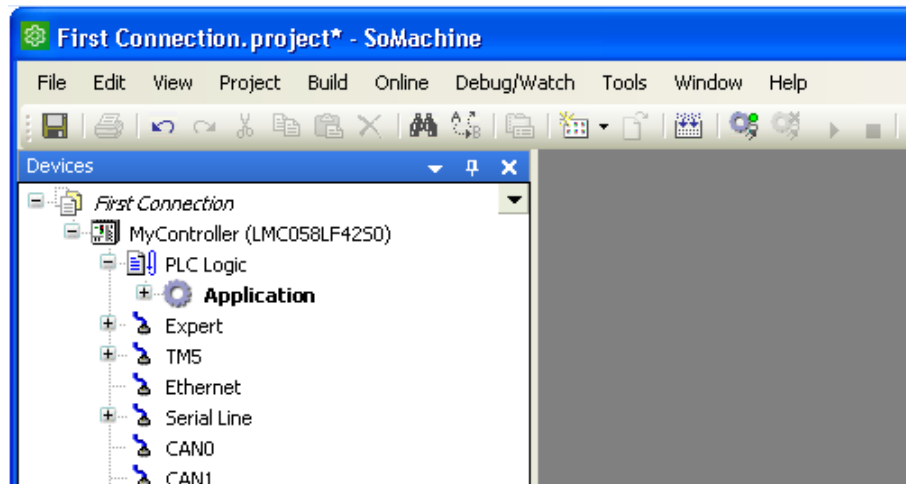 First Connection.project* - SoMachine
File Edit View Project Build Online Debug/Watch Tools Window Help
Devices
First Connection
MyController (LMC058LF42S0)
PLC Logic
Application
Expert
TM5
Ethernet
Serial Line
CAN0
CAN1